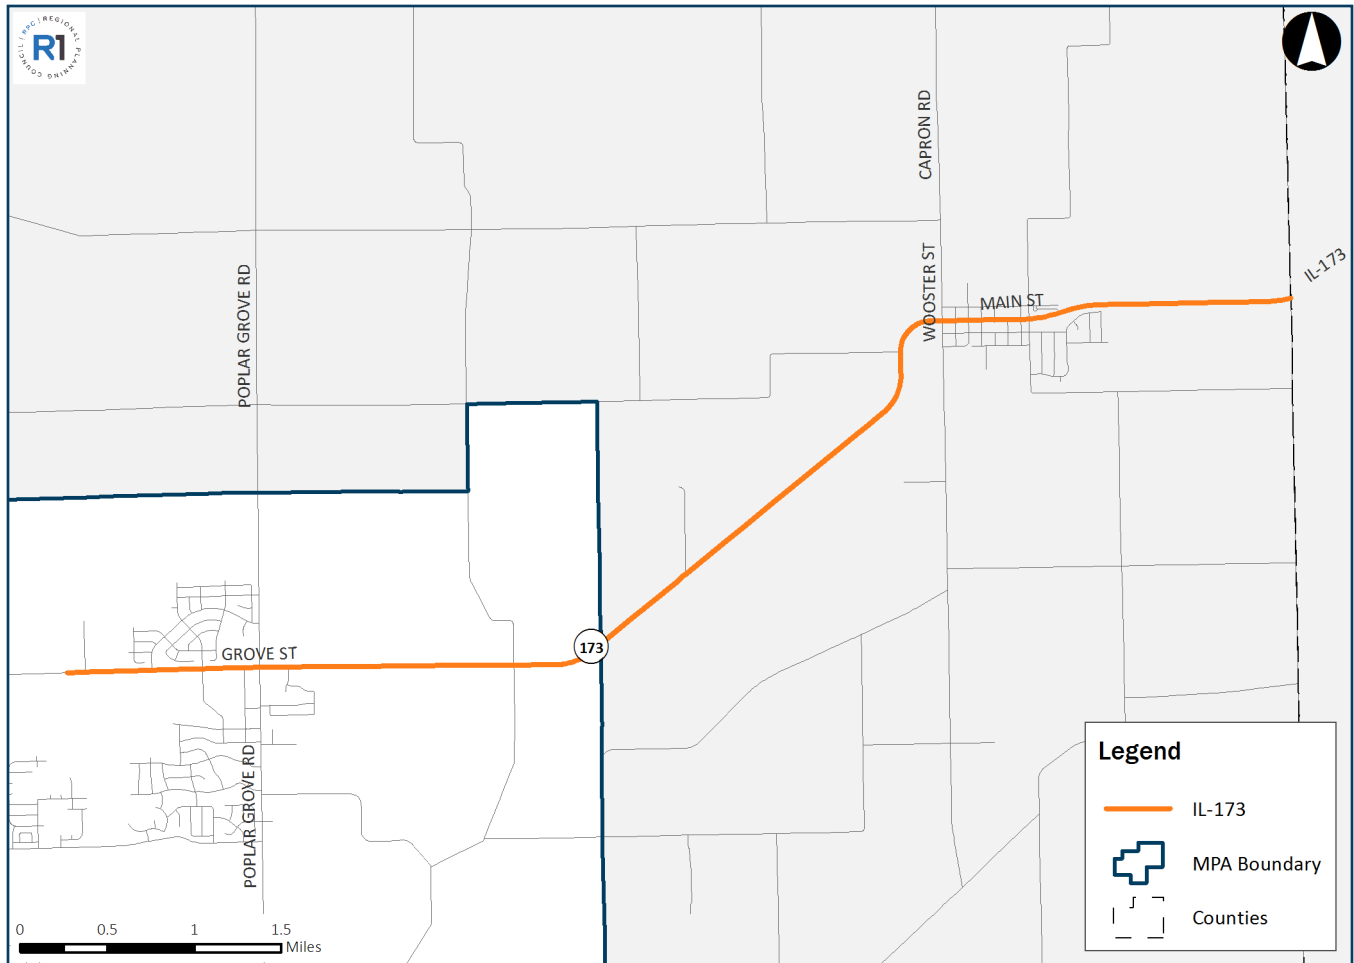 RPC | REGIONAL PLANNING COUNCIL |
R1
CAPRON RD
POPLAR GROVE RD
WOOSTER ST
MAIN ST
IL-173
173
GROVE ST
POPLAR GROVE RD
Legend
IL-173
MPA Boundary
Counties
0 0.5 1 1.5
Miles